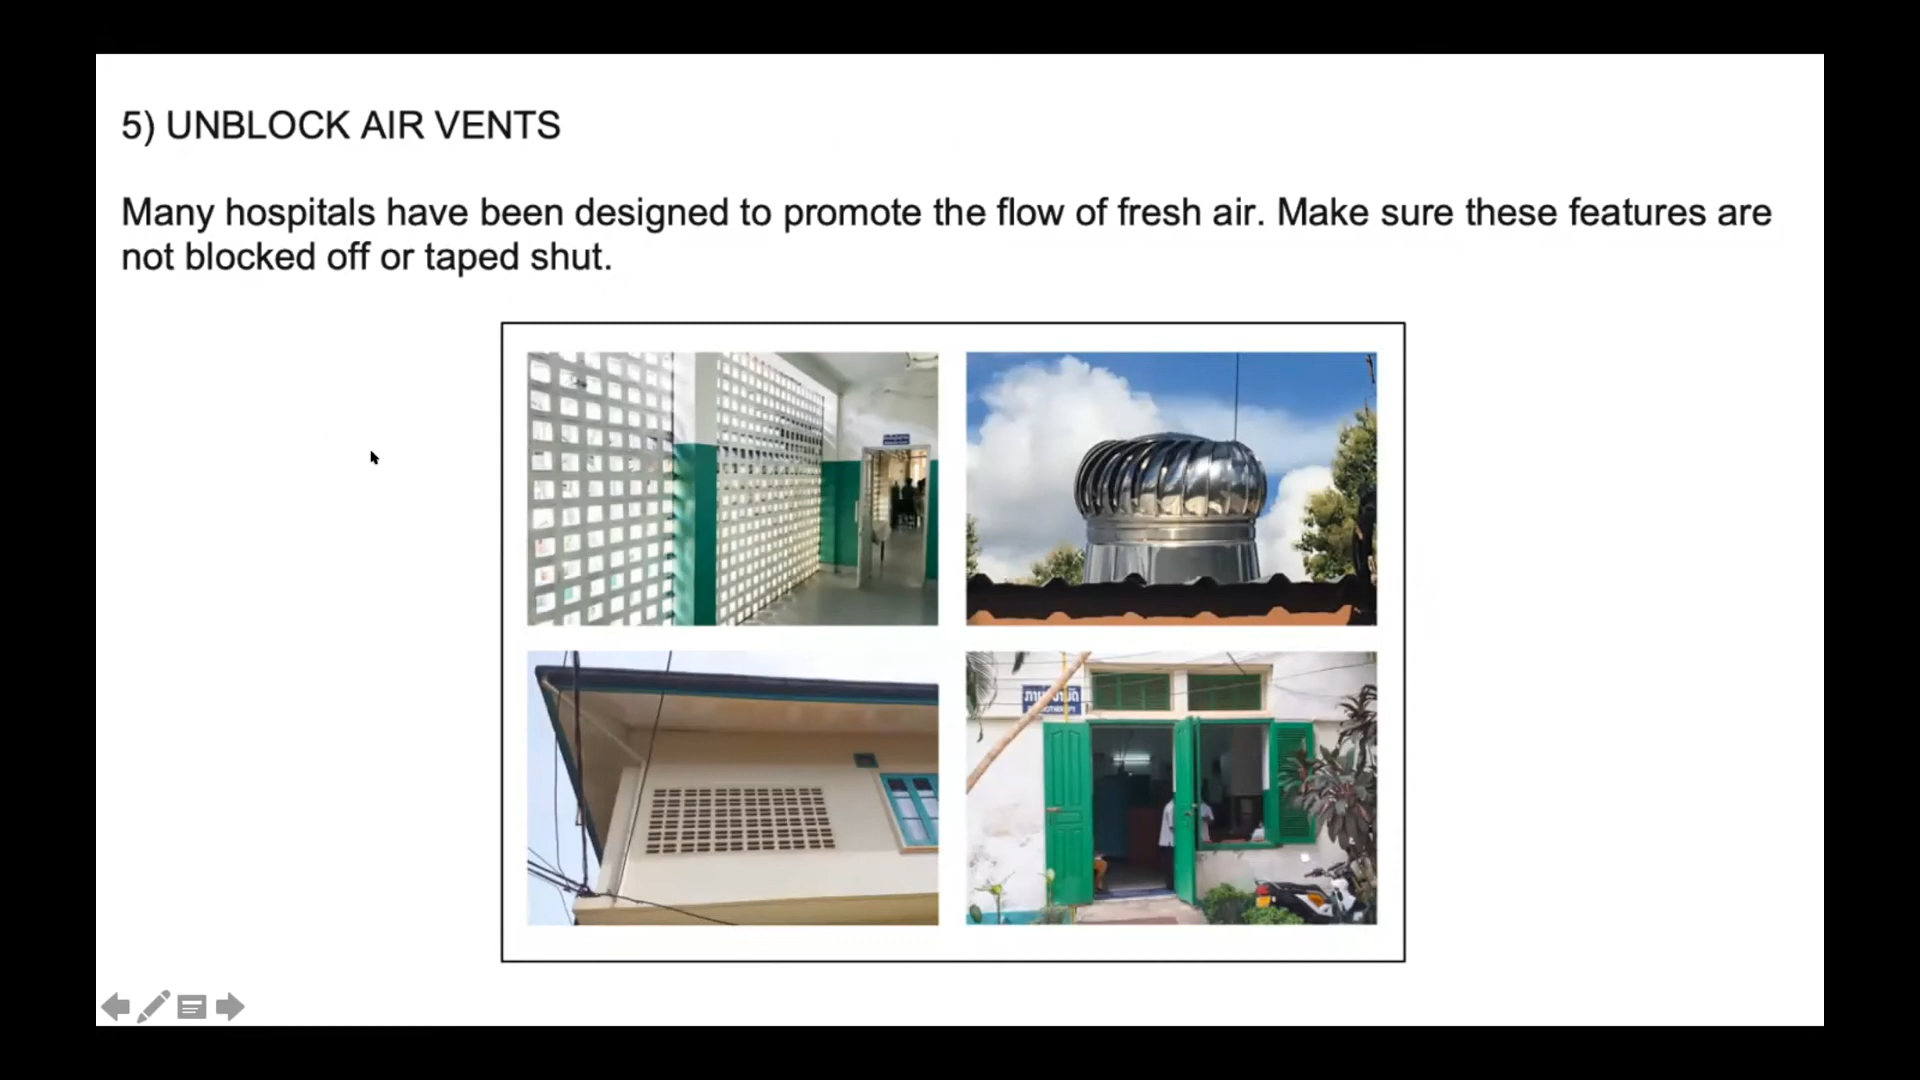 5) UNBLOCK AIR VENTS
Many hospitals have been designed to promote the flow of fresh air. Make sure these features are
not blocked off or taped shut.